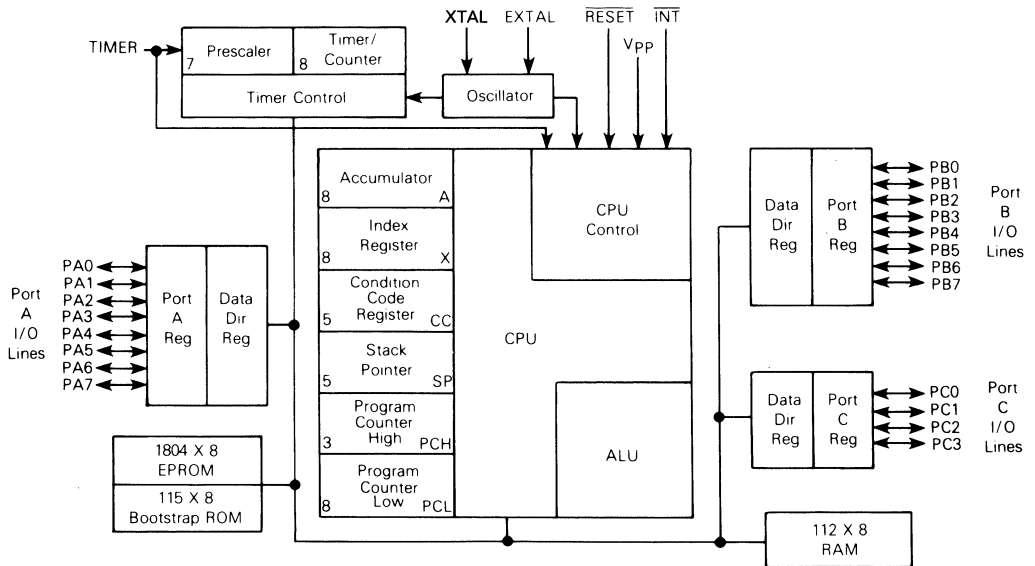 XTAL EXTAL RESET INT
VPP
TIMER
7 Prescaler
8 Timer/
Counter
Timer Control
Oscillator
8 Accumulator A
8 Index
Register X
5 Condition
Code
Register CC
5 Stack
Pointer SP
3 Program
Counter
High PCH
8 Program
Counter
Low PCL
CPU
CPU
Control
ALU
Port
A
I/O
Lines
PA0
PA1
PA2
PA3
PA4
PA5
PA6
PA7
Port
A
Reg
Data
Dir
Reg
1804 X 8
EPROM
115 X 8
Bootstrap ROM
Data
Dir
Reg
Port
B
Reg
PB0
PB1
PB2
PB3
PB4
PB5
PB6
PB7
Port
B
I/O
Lines
Data
Dir
Reg
Port
C
Reg
PC0
PC1
PC2
PC3
Port
C
I/O
Lines
112 X 8
RAM